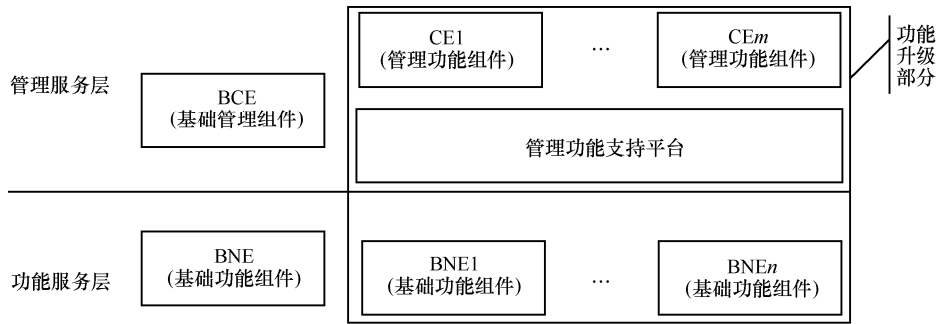 CE1
(管理功能组件)
…
CEm
(管理功能组件)
功能
升级
部分
管理服务层
BCE
(基础管理组件)
管理功能支持平台
功能服务层
BNE
(基础功能组件)
BNE1
(基础功能组件)
…
BNEn
(基础功能组件)